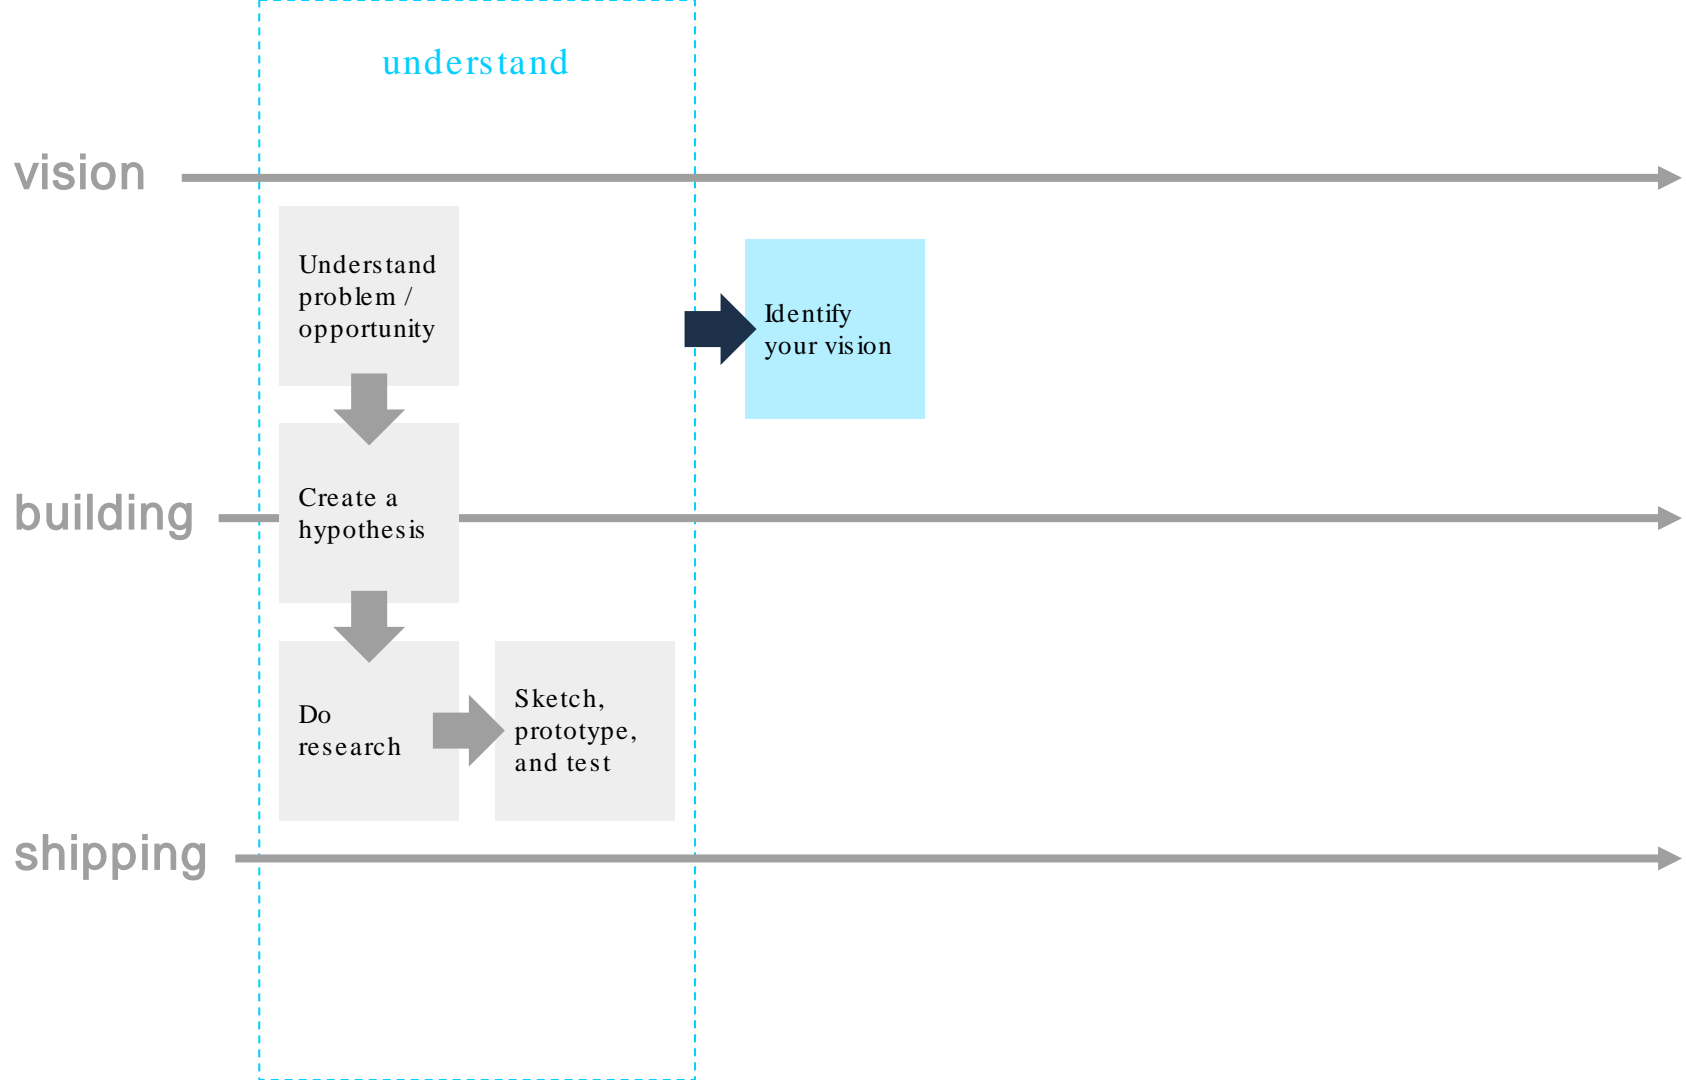 understand
vision
Understand
problem /
opportunity
Identify
your vision
building
Create a
hypothesis
Do
research
Sketch,
prototype,
and test
shipping